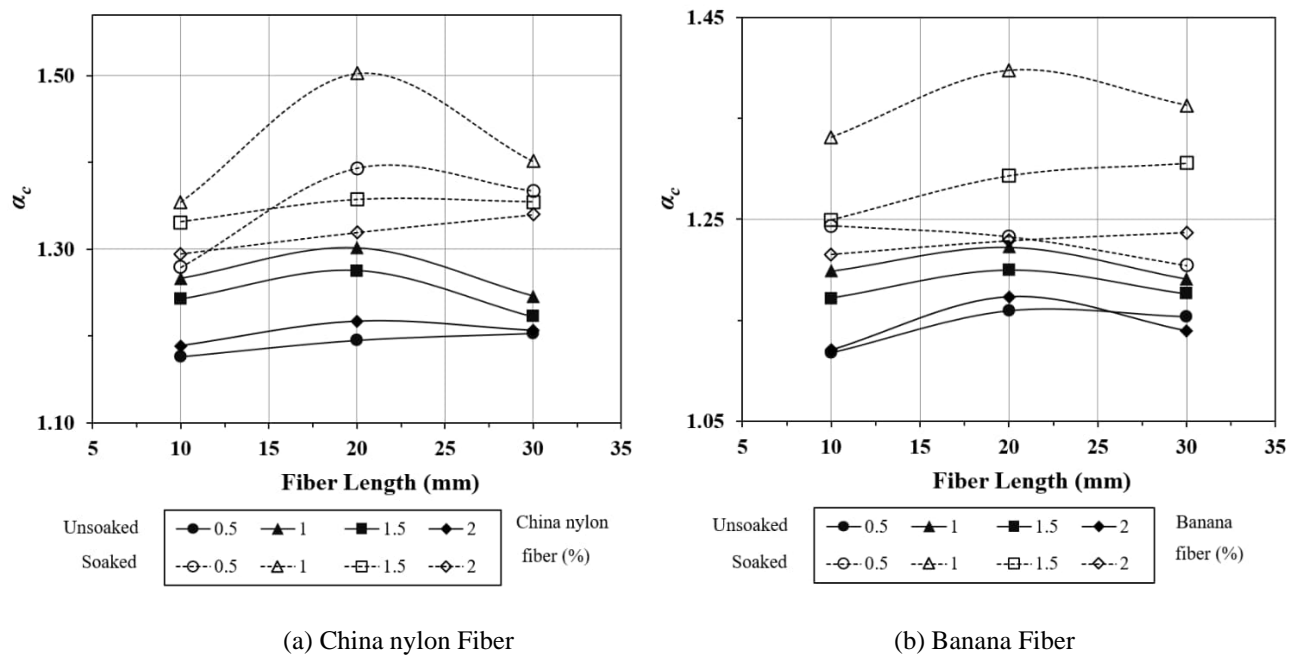 1.50
1.30
1.10
α_c
5 10 15 20 25 30 35
Fiber Length (mm)
Unsoaked 0.5 1 1.5 2 China nylon
Soaked 0.5 1 1.5 2 fiber (%)
(a) China nylon Fiber
1.45
1.25
1.05
α_c
5 10 15 20 25 30 35
Fiber Length (mm)
Unsoaked 0.5 1 1.5 2 Banana
Soaked 0.5 1 1.5 2 fiber (%)
(b) Banana Fiber